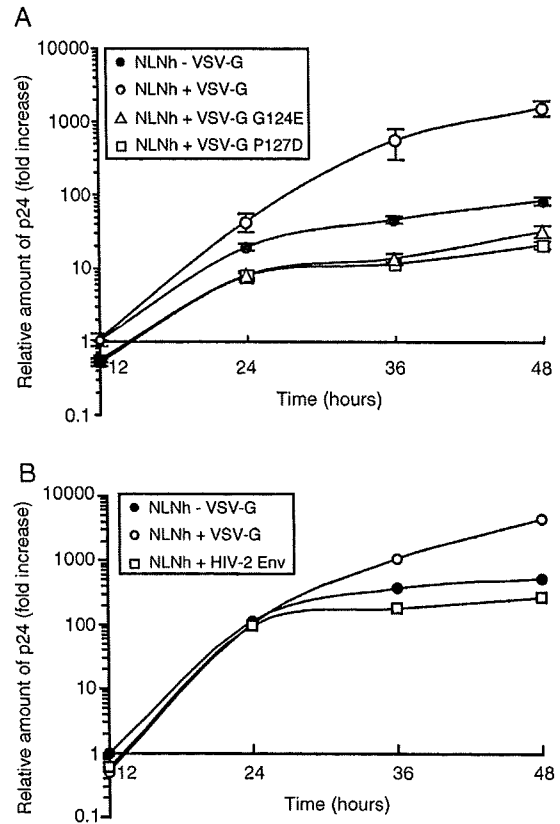 A
10000
1000
100
10
1
0.1
Relative amount of p24 (fold increase)
NLNh - VSV-G
NLNh + VSV-G
NLNh + VSV-G G124E
NLNh + VSV-G P127D
12 24 36 48
Time (hours)
B
10000
1000
100
10
1
0.1
Relative amount of p24 (fold increase)
NLNh - VSV-G
NLNh + VSV-G
NLNh + HIV-2 Env
12 24 36 48
Time (hours)